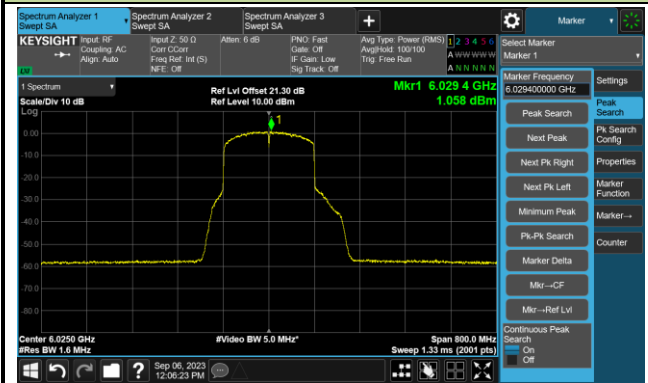 Spectrum Analyzer 1
Swept SA
Spectrum Analyzer 2
Swept SA
Spectrum Analyzer 3
Swept SA
+
Marker
KEYSIGHT
Input: RF
Coupling: AC
Align: Auto
Input Z: 50 Ω
Corr CCorr
Freq Ref: Int (S)
NFE: Off
Atten: 6 dB
PNO: Fast
Gate: Off
IF Gain: Low
Sig Track: Off
Avg Type: Power (RMS)
Avg|Hold: 100/100
Trig: Free Run
1 2 3 4 5 6
A W W W W W
A N N N N N
LXI
Select Marker
Marker 1
1 Spectrum
Scale/Div 10 dB
Log
Ref Lvl Offset 21.30 dB
Ref Level 10.00 dBm
Mkr1 6.029 4 GHz
1.058 dBm
1
0.00
-10.0
-20.0
-30.0
-40.0
-50.0
-60.0
-70.0
-80.0
Center 6.0250 GHz
#Res BW 1.6 MHz
#Video BW 5.0 MHz*
Span 800.0 MHz
Sweep 1.33 ms (2001 pts)
Marker Frequency
6.029400000 GHz
Peak Search
Next Peak
Next Pk Right
Next Pk Left
Minimum Peak
Pk-Pk Search
Marker Delta
Mkr→CF
Mkr→Ref Lvl
Continuous Peak
Search
On
Off
Settings
Peak
Search
Pk Search
Config
Properties
Marker
Function
Marker→
Counter
?
Sep 06, 2023
12:06:23 PM